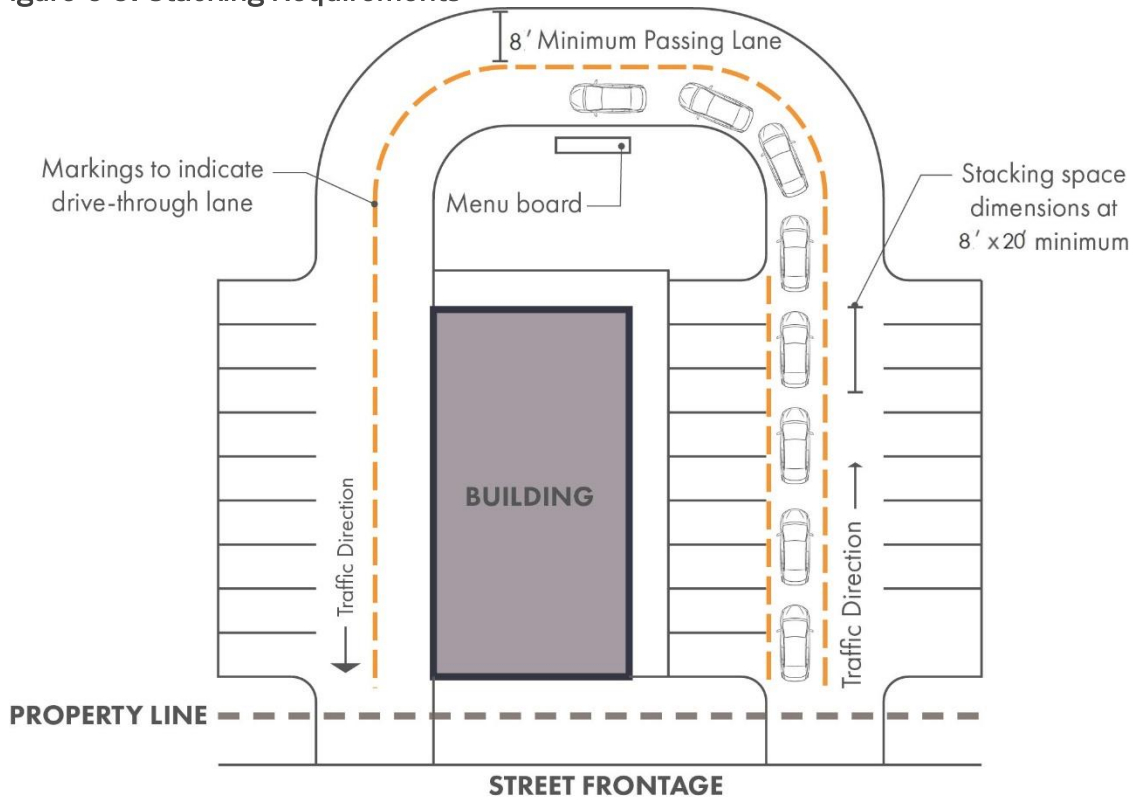 8' Minimum Passing Lane
Markings to indicate
drive-through lane
Menu board
Stacking space
dimensions at
8' x 20' minimum
BUILDING
Traffic Direction
Traffic Direction
PROPERTY LINE
STREET FRONTAGE